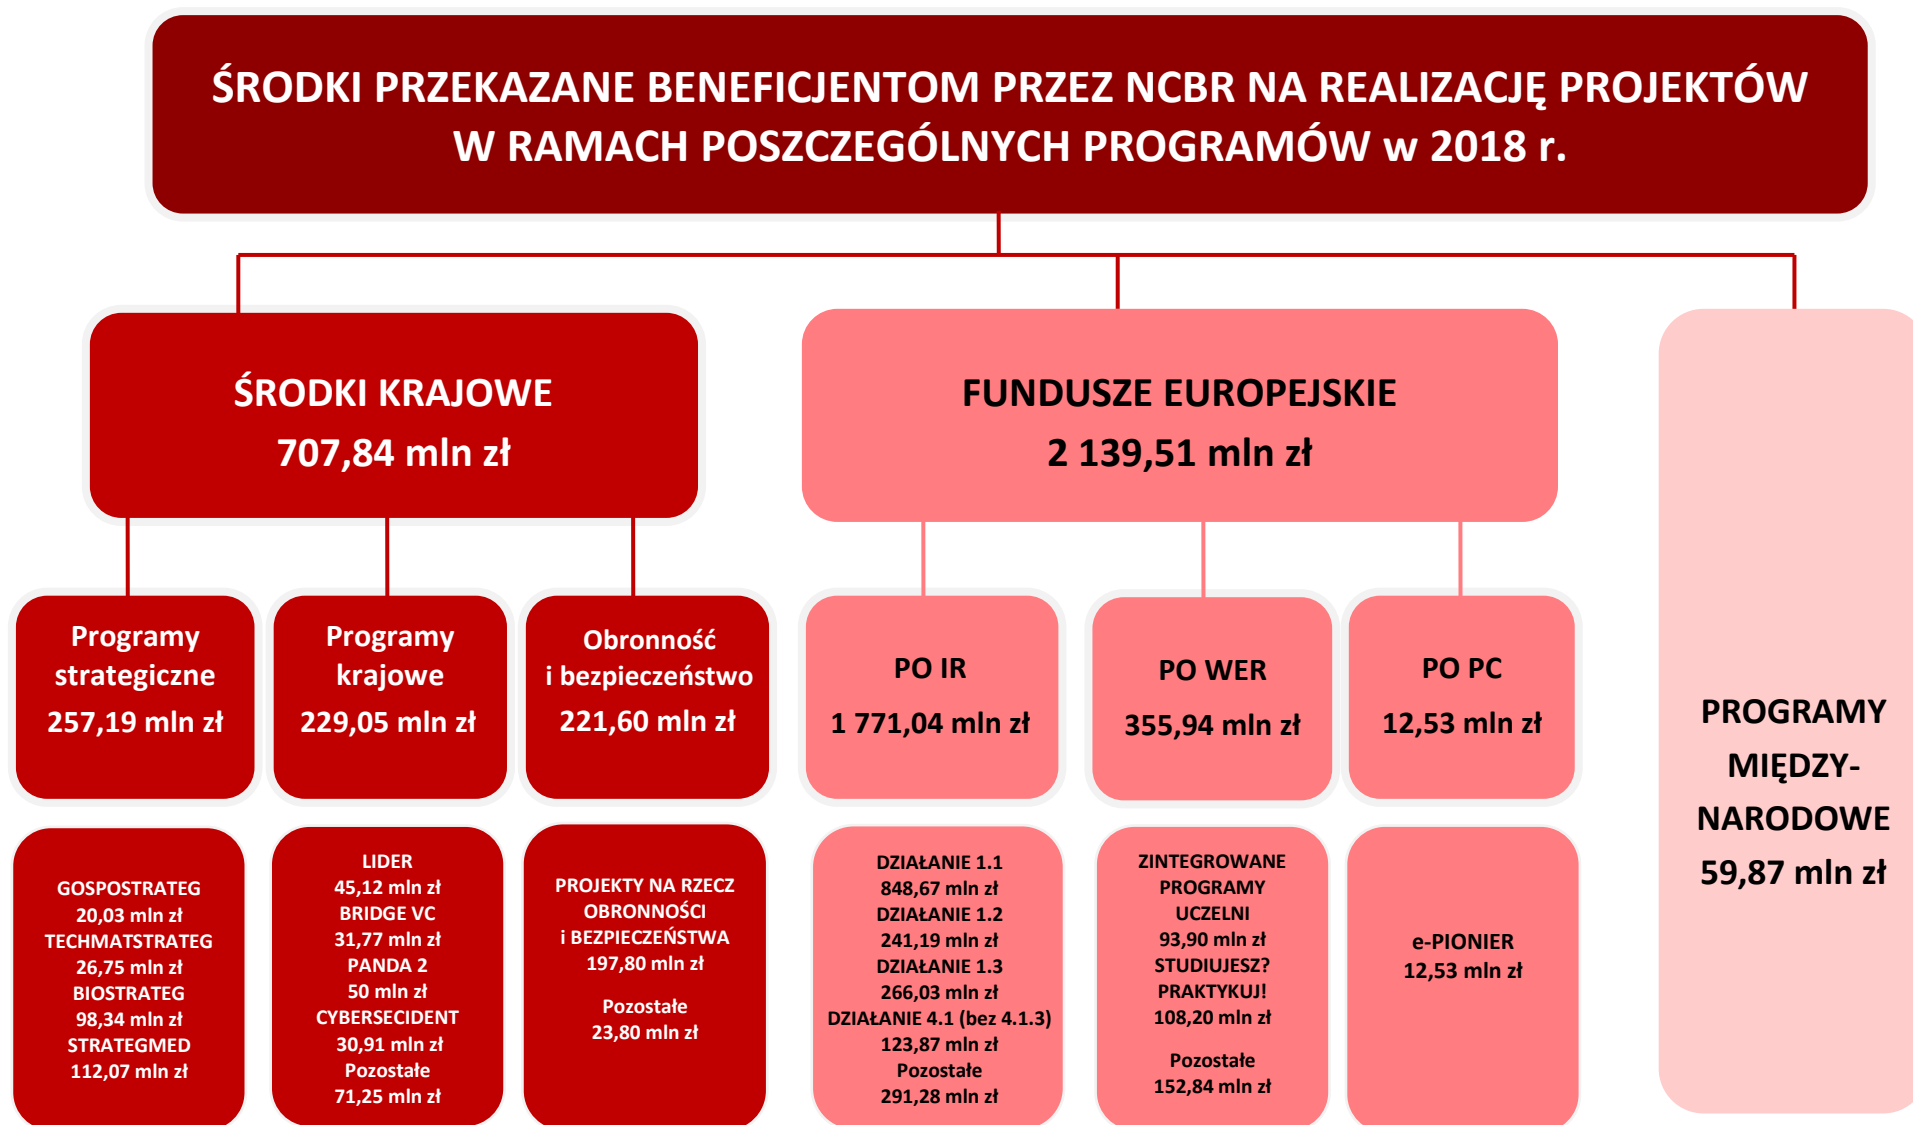 ŚRODKI PRZEKAZANE BENEFICJENTOM PRZEZ NCBR NA REALIZACJĘ PROJEKTÓW
W RAMACH POSZCZEGÓLNYCH PROGRAMÓW w 2018 r.
ŚRODKI KRAJOWE
707,84 mln zł
FUNDUSZE EUROPEJSKIE
2 139,51 mln zł
PROGRAMY
MIĘDZY-
NARODOWE
59,87 mln zł
Programy
strategiczne
257,19 mln zł
Programy
krajowe
229,05 mln zł
Obronność
i bezpieczeństwo
221,60 mln zł
PO IR
1 771,04 mln zł
PO WER
355,94 mln zł
PO PC
12,53 mln zł
GOSPOSTRATEG
20,03 mln zł
TECHMATSTRATEG
26,75 mln zł
BIOSTRATEG
98,34 mln zł
STRATEGMED
112,07 mln zł
LIDER
45,12 mln zł
BRIDGE VC
31,77 mln zł
PANDA 2
50 mln zł
CYBERSECIDENT
30,91 mln zł
Pozostałe
71,25 mln zł
PROJEKTY NA RZECZ
OBRONNOŚCI
i BEZPIECZEŃSTWA
197,80 mln zł
Pozostałe
23,80 mln zł
DZIAŁANIE 1.1
848,67 mln zł
DZIAŁANIE 1.2
241,19 mln zł
DZIAŁANIE 1.3
266,03 mln zł
DZIAŁANIE 4.1 (bez 4.1.3)
123,87 mln zł
Pozostałe
291,28 mln zł
ZINTEGROWANE
PROGRAMY
UCZELNI
93,90 mln zł
STUDIUJESZ?
PRAKTYKUJ!
108,20 mln zł
Pozostałe
152,84 mln zł
e-PIONIER
12,53 mln zł